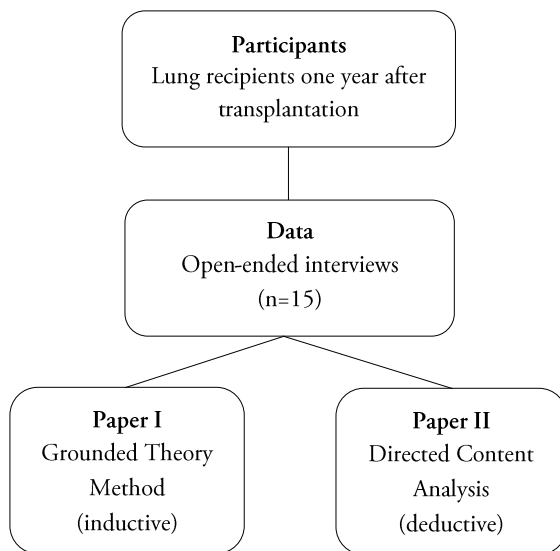 Participants
Lung recipients one year after
transplantation
Data
Open-ended interviews
(n=15)
Paper I
Grounded Theory
Method
(inductive)
Paper II
Directed Content
Analysis
(deductive)